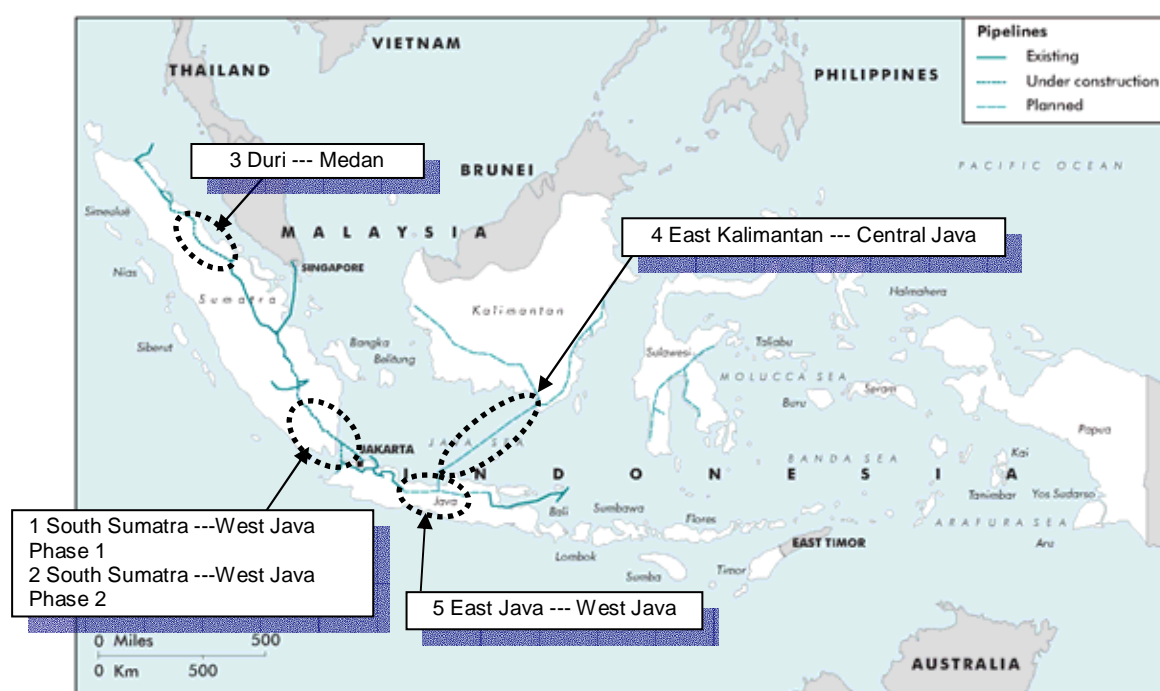 VIETNAM
THAILAND
PHILIPPINES
Pipelines
Existing
Under construction
Planned
3 Duri --- Medan
BRUNEI
PACIFIC OCEAN
Simeulue
MALAYSIA
4 East Kalimantan --- Central Java
SINGAPORE
Nias
Sumatra
Halmahera
Kalimantan
Siberut
Bangka
Belitung
Sulawesi
Taliabu
MOLUCCA SEA
Buru
Seram
Papua
JAKARTA
JAVA SEA
BANDA SEA
Kai
INDONESIA
Java
Bali
Sumbawa
Flores
Tanimbar
Yos Sudarso
ARAFURA SEA
Aru
1 South Sumatra ---West Java
Phase 1
2 South Sumatra ---West Java
Phase 2
EAST TIMOR
Lombok
Sumba
Timor
5 East Java --- West Java
0 Miles 500
0 Km 500
AUSTRALIA